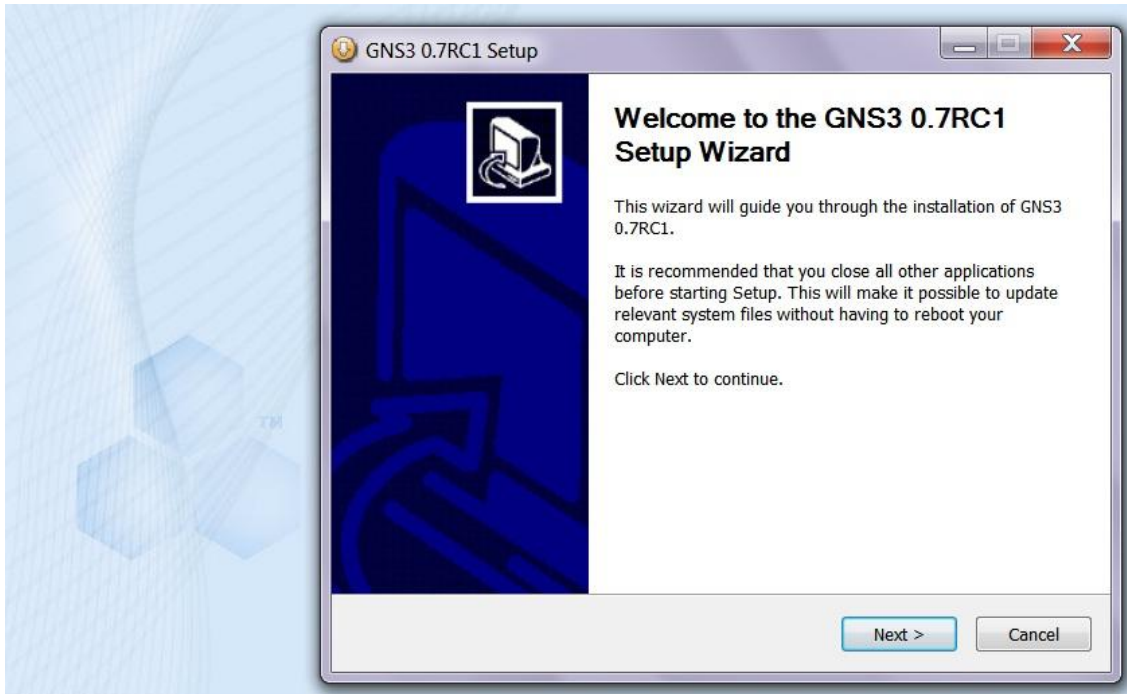 GNS3 0.7RC1 Setup
Welcome to the GNS3 0.7RC1
Setup Wizard
This wizard will guide you through the installation of GNS3
0.7RC1.
It is recommended that you close all other applications
before starting Setup. This will make it possible to update
relevant system files without having to reboot your
computer.
Click Next to continue.
TM
Next >
Cancel